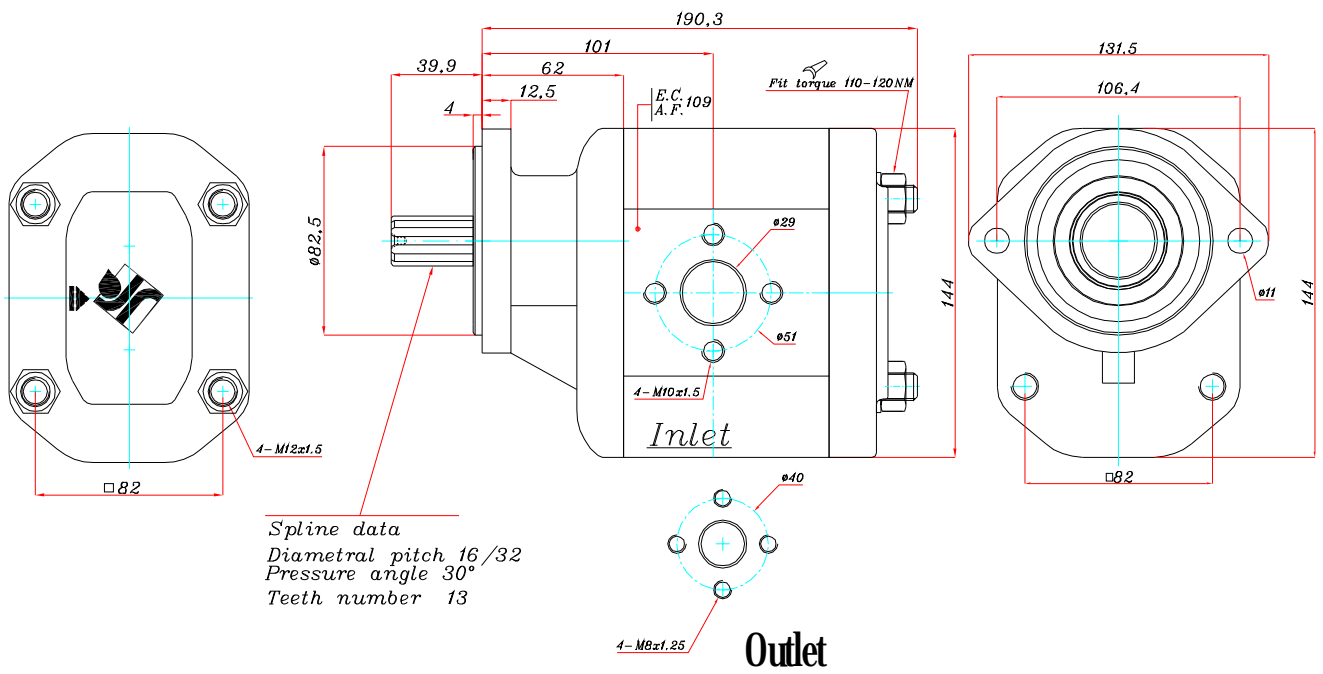 190,3
101
131.5
39,9
62
Fit torque 110-120NM
106,4
12,5
E.C.
A.F. 109
4
ø82,5
ø29
144
ø11
144
ø51
4-M10x1.5
Inlet
4-M12x1.5
□82
□82
ø40
Spline data
Diametral pitch 16/32
Pressure angle 30°
Teeth number 13
4-M8x1.25
Outlet